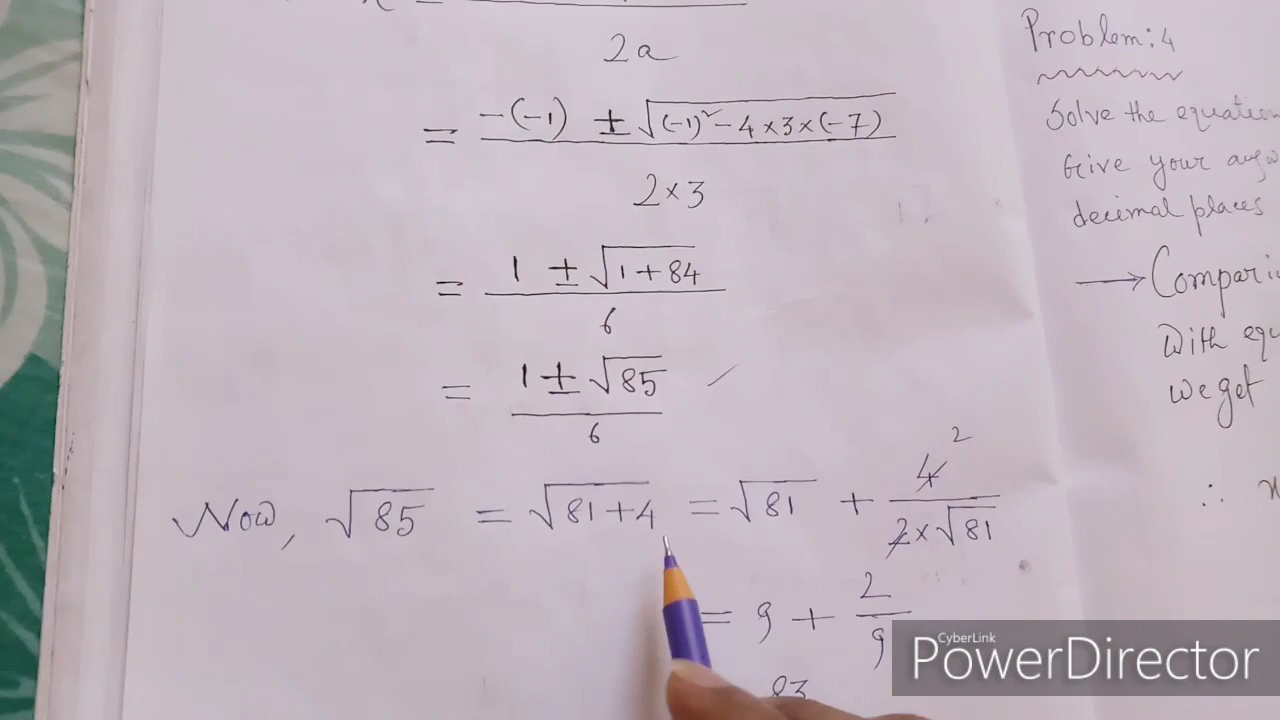 2a
= -(-1) ± √(-1)² - 4×3×(-7)
2×3
= 1 ± √1+84
6
= 1 ± √85
6
Now, √85 = √81+4 = √81 + 4 2
2×√81
= 9 + 2
9
83
Problem: 4
Solve the equation
Give your
decimal places
→
With
we get
∴
CyberLink
PowerDirector